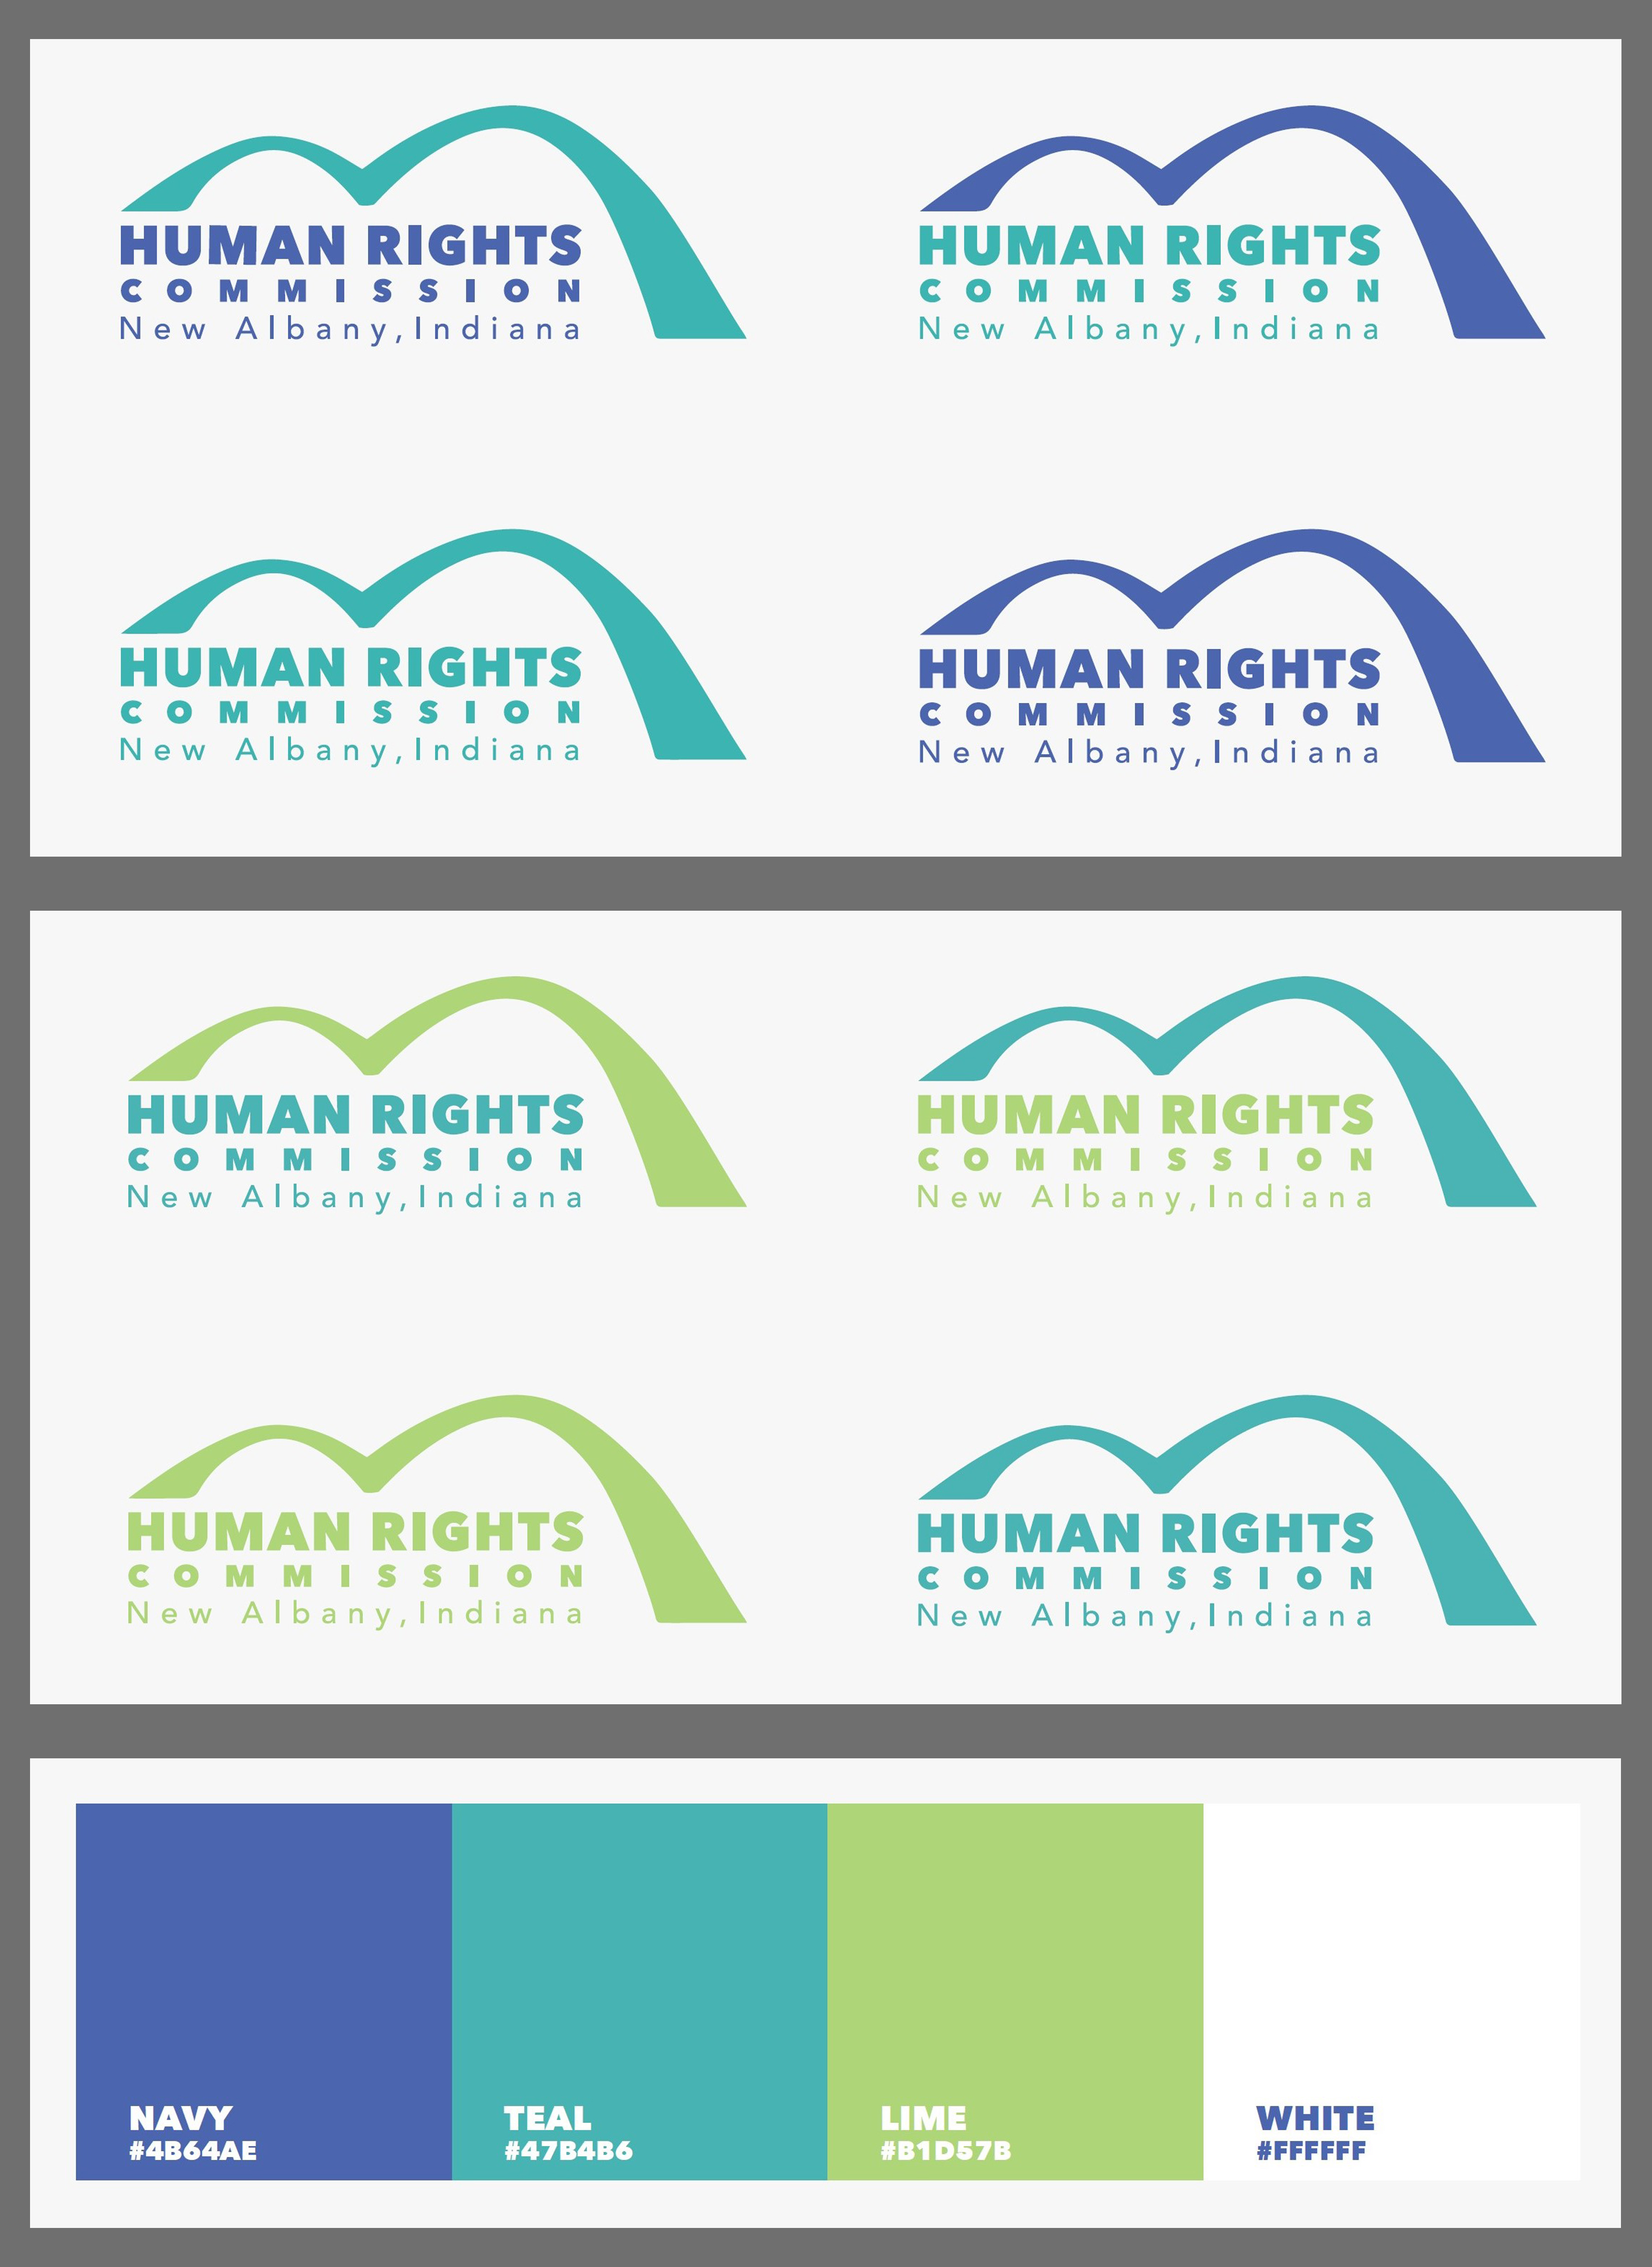 HUMAN RIGHTS
COMMISSION
New Albany, Indiana
HUMAN RIGHTS
COMMISSION
New Albany, Indiana
HUMAN RIGHTS
COMMISSION
New Albany, Indiana
HUMAN RIGHTS
COMMISSION
New Albany, Indiana
HUMAN RIGHTS
COMMISSION
New Albany, Indiana
HUMAN RIGHTS
COMMISSION
New Albany, Indiana
HUMAN RIGHTS
COMMISSION
New Albany, Indiana
HUMAN RIGHTS
COMMISSION
New Albany, Indiana
NAVY
#4B64AE
TEAL
#47B4B6
LIME
#B1D57B
WHITE
#FFFFFF